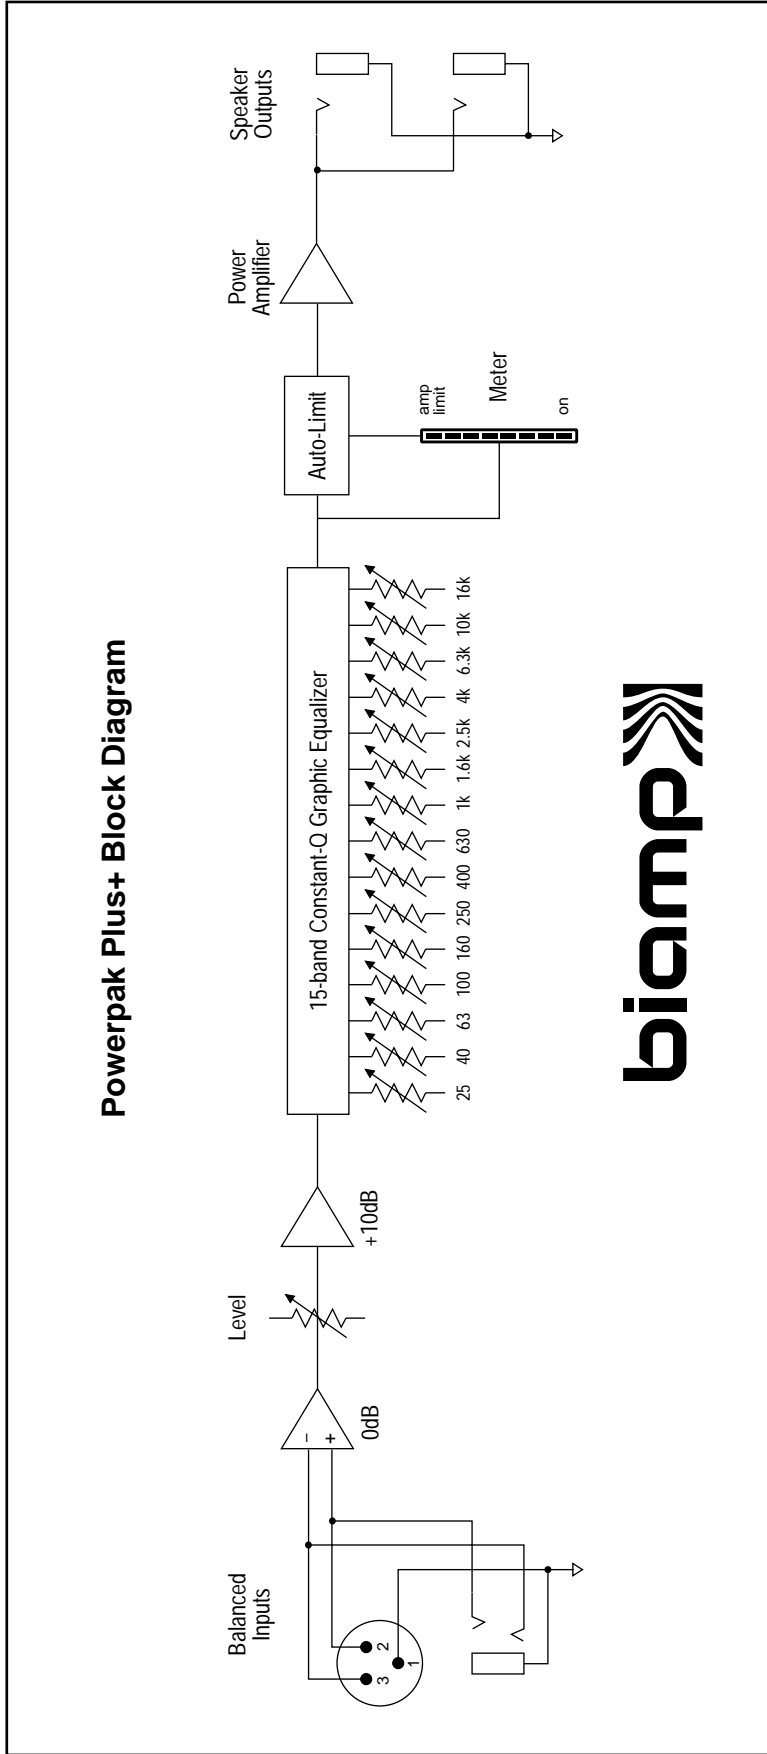 Powerpak Plus+ Block Diagram
Balanced
Inputs
3
2
1
−
+
0dB
Level
+10dB
15-band Constant-Q Graphic Equalizer
25
40
63
100
160
250
400
630
1k
1.6k
2.5k
4k
6.3k
10k
16k
Auto-Limit
amp
limit
Meter
on
Power
Amplifier
Speaker
Outputs
biamp